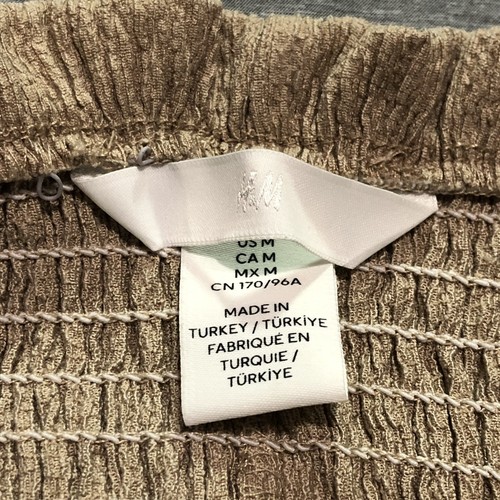 H&M
US M
CA M
MX M
CN 170/96A
MADE IN
TURKEY / TÜRKİYE
FABRIQUÉ EN
TURQUIE /
TÜRKİYE